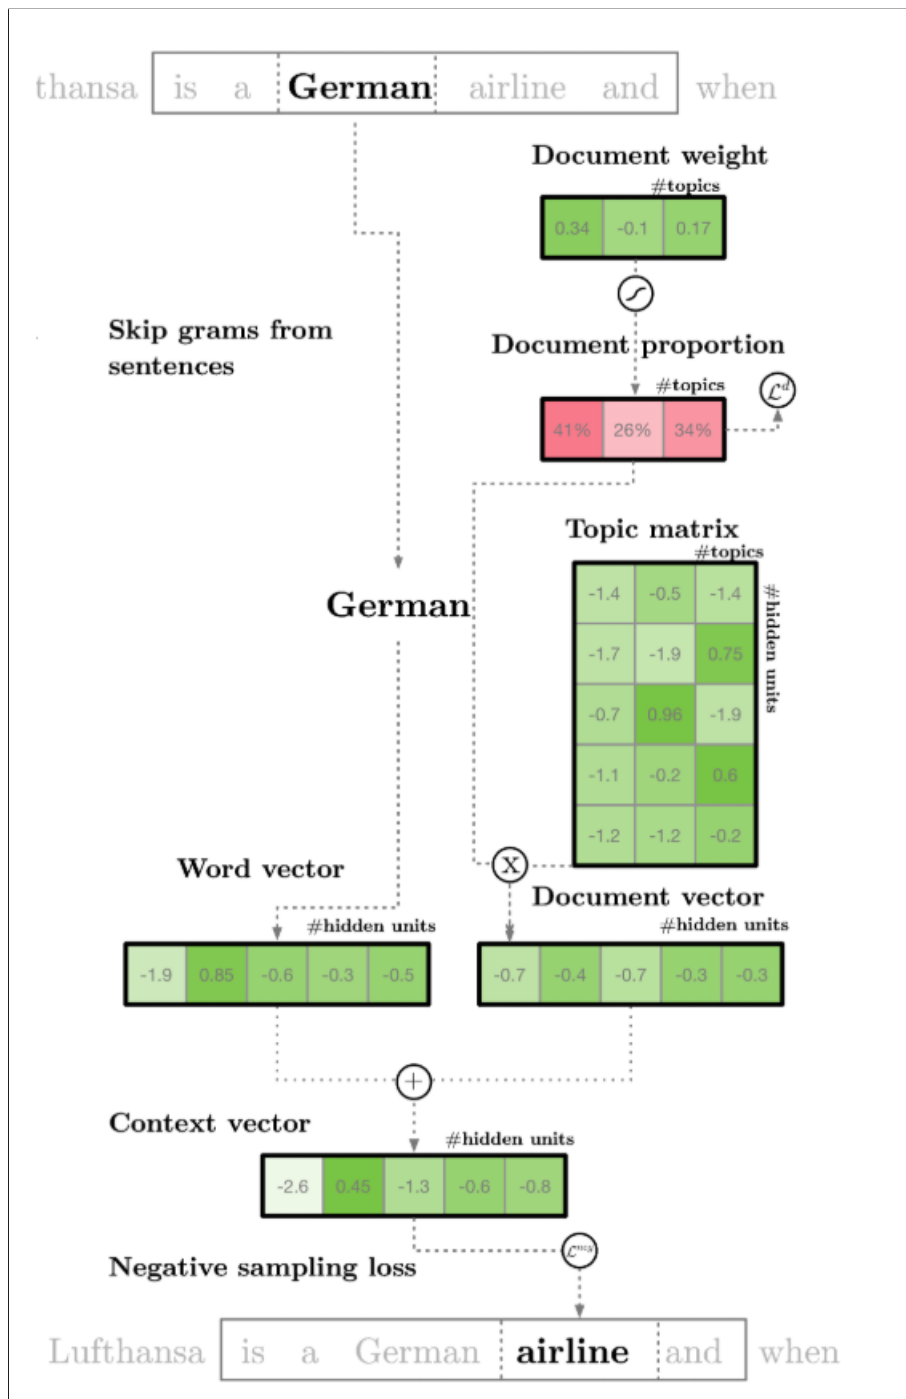 thansa is a German airline and when
Document weight
#topics
0.34 -0.1 0.17
Skip grams from
sentences
Document proportion
#topics
ℒᵈ
41% 26% 34%
Topic matrix
#topics
#hidden units
-1.4 -0.5 -1.4
-1.7 -1.9 0.75
-0.7 0.96 -1.9
-1.1 -0.2 0.6
-1.2 -1.2 -0.2
German
X
Word vector
#hidden units
-1.9 0.85 -0.6 -0.3 -0.5
Document vector
#hidden units
-0.7 -0.4 -0.7 -0.3 -0.3
+
Context vector
#hidden units
-2.6 0.45 -1.3 -0.6 -0.8
Negative sampling loss
ℒⁿᵉᵍ
Lufthansa is a German airline and when